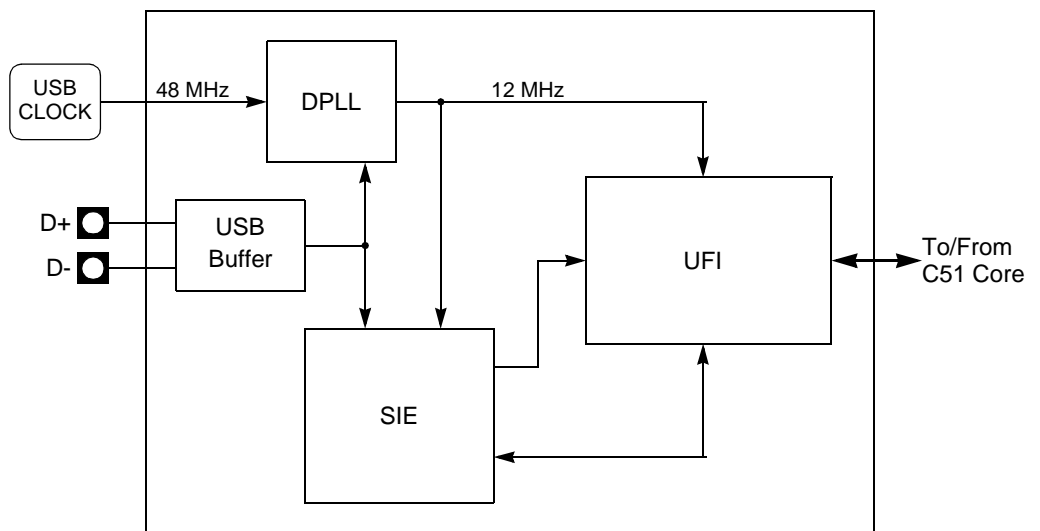 USB
CLOCK
48 MHz
DPLL
12 MHz
D+
D-
USB
Buffer
UFI
To/From
C51 Core
SIE